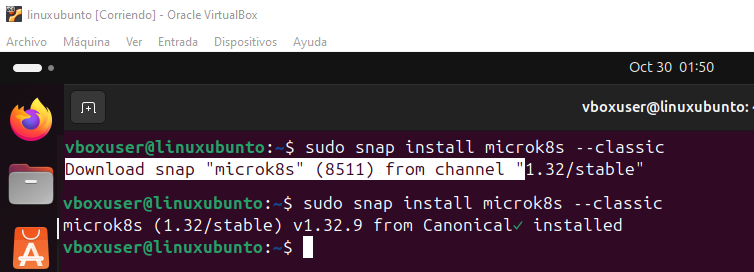 linuxubunto [Corriendo] - Oracle VirtualBox
Archivo Máquina Ver Entrada Dispositivos Ayuda
Oct 30 01:50
vboxuser@linuxubunto:
vboxuser@linuxubunto:~$ sudo snap install microk8s --classic
Download snap "microk8s" (8511) from channel "1.32/stable"
vboxuser@linuxubunto:~$ sudo snap install microk8s --classic
microk8s (1.32/stable) v1.32.9 from Canonical✓ installed
vboxuser@linuxubunto:~$